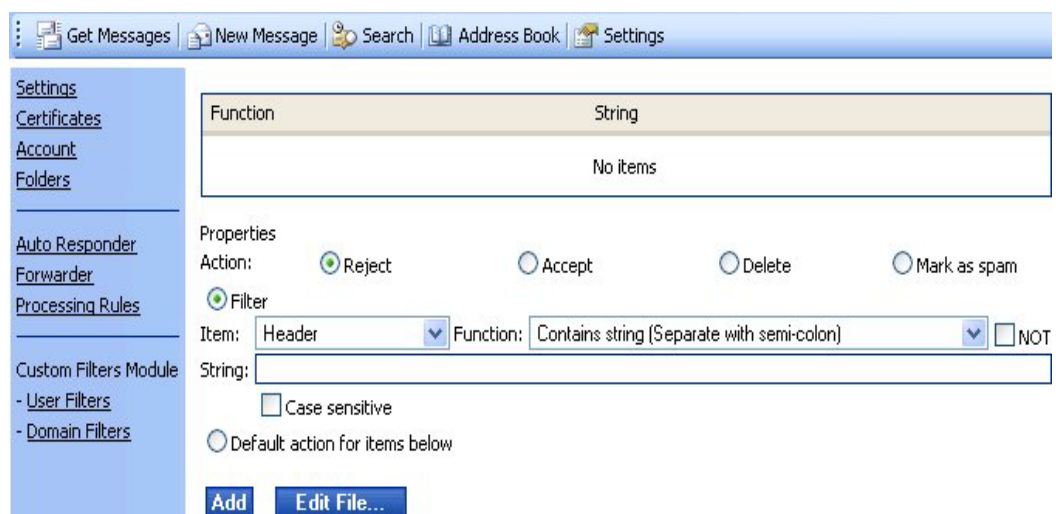 Get Messages New Message Search Address Book Settings
Settings
Certificates
Account
Folders
Auto Responder
Forwarder
Processing Rules
Custom Filters Module
- User Filters
- Domain Filters
Function String
No items
Properties
Action: Reject Accept Delete Mark as spam
Filter
Item: Header Function: Contains string (Separate with semi-colon) NOT
String:
Case sensitive
Default action for items below
Add Edit File...